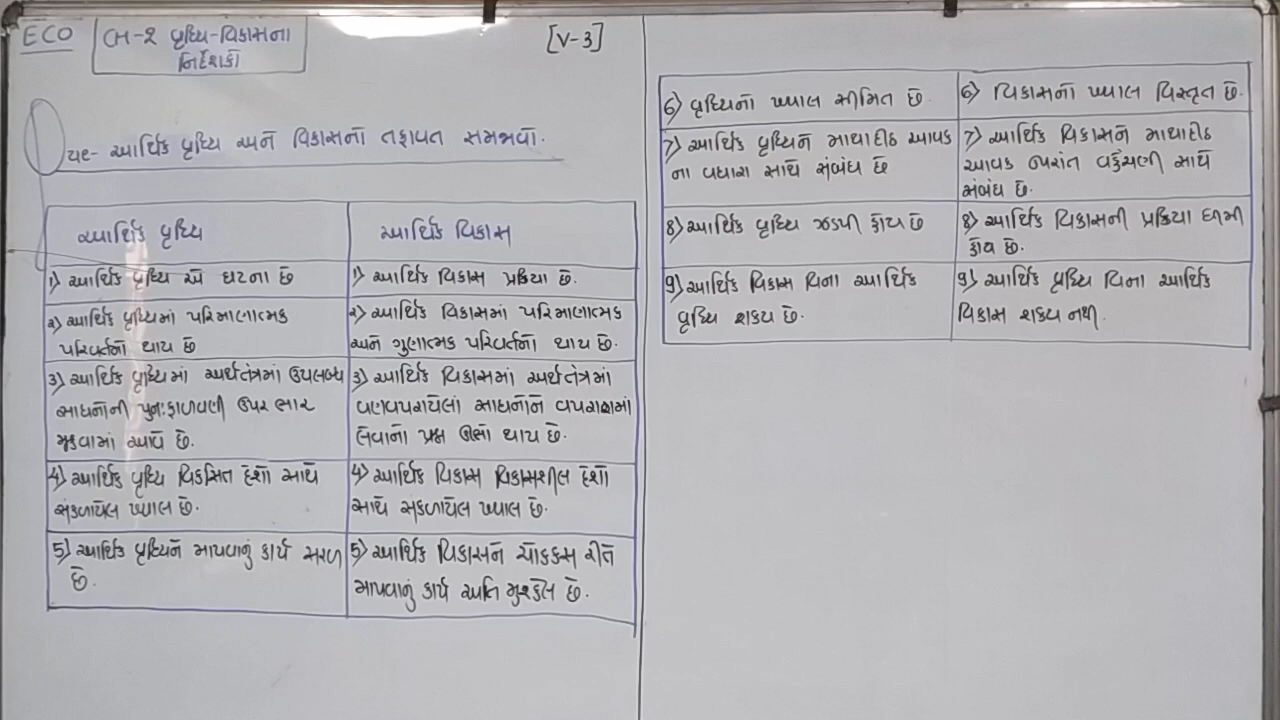 ECO
CH-2 વૃધ્ધિ-વિકાસના
નિર્દેશકો
[V-3]
આર્થિક વૃધ્ધિ અને વિકાસનો તફાવત સમજાવો.
આર્થિક વૃધ્ધિ
1) આર્થિક વૃધ્ધિ એ ઘટના છે
2) આર્થિક વૃધ્ધિમાં પરિમાણાત્મક
પરિવર્તનો થાય છે
3) આર્થિક વૃધ્ધિમાં અર્થતંત્રમાં ઉપલબ્ધ
સાધનોની પુનઃફાળવણી ઉપર ભાર
મૂકવામાં આવે છે.
4) આર્થિક વૃધ્ધિ વિકસિત દેશો સાથે
સંકળાયેલ ખ્યાલ છે.
5) આર્થિક વૃધ્ધિને માપવાનું કાર્ય સરળ
છે.
આર્થિક વિકાસ
1) આર્થિક વિકાસ પ્રક્રિયા છે.
2) આર્થિક વિકાસમાં પરિમાણાત્મક
અને ગુણાત્મક પરિવર્તનો થાય છે.
3) આર્થિક વિકાસમાં અર્થતંત્રમાં
વણવપરાયેલાં સાધનોને વપરાશમાં
લેવાનો પ્રશ્ન ઊભો થાય છે.
4) આર્થિક વિકાસ વિકાસશીલ દેશો
સાથે સંકળાયેલ ખ્યાલ છે.
5) આર્થિક વિકાસને ચોકકસ રીતે
માપવાનું કાર્ય અતિ મુશ્કેલ છે.
6) વૃધ્ધિનો ખ્યાલ સીમિત છે.
7) આર્થિક વૃધ્ધિને માથાદીઠ આવક
ના વધારા સાથે સંબંધ છે
8) આર્થિક વૃધ્ધિ ઝડપી હોય છે
9) આર્થિક વિકાસ વિના આર્થિક
વૃધ્ધિ શકય છે.
6) વિકાસનો ખ્યાલ વિસ્તૃત છે.
7) આર્થિક વિકાસને માથાદીઠ
આવક ઉપરાંત વહેંચણી સાથે
સંબંધ છે.
8) આર્થિક વિકાસની પ્રક્રિયા ધીમી
હોય છે.
9) આર્થિક વૃધ્ધિ વિના આર્થિક
વિકાસ શકય નથી.